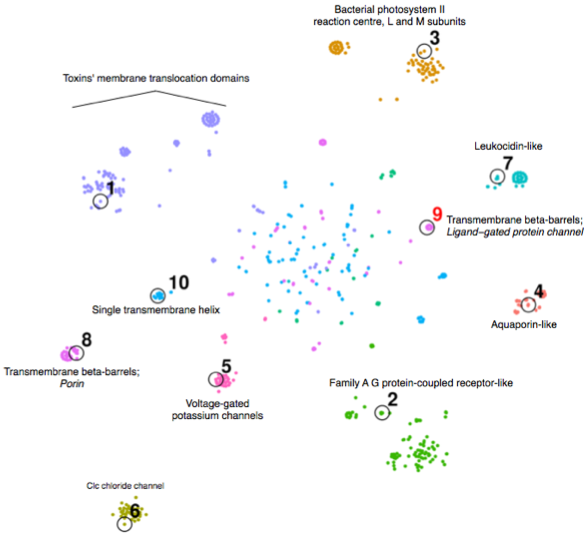 Bacterial photosystem II
reaction centre, L and M subunits
3
Toxins' membrane translocation domains
Leukocidin-like
7
1
9
Transmembrane beta-barrels;
Ligand–gated protein channel
10
Single transmembrane helix
4
Aquaporin-like
8
Transmembrane beta-barrels;
Porin
5
Voltage-gated
potassium channels
Family A G protein-coupled receptor-like
2
Clc chloride channel
6